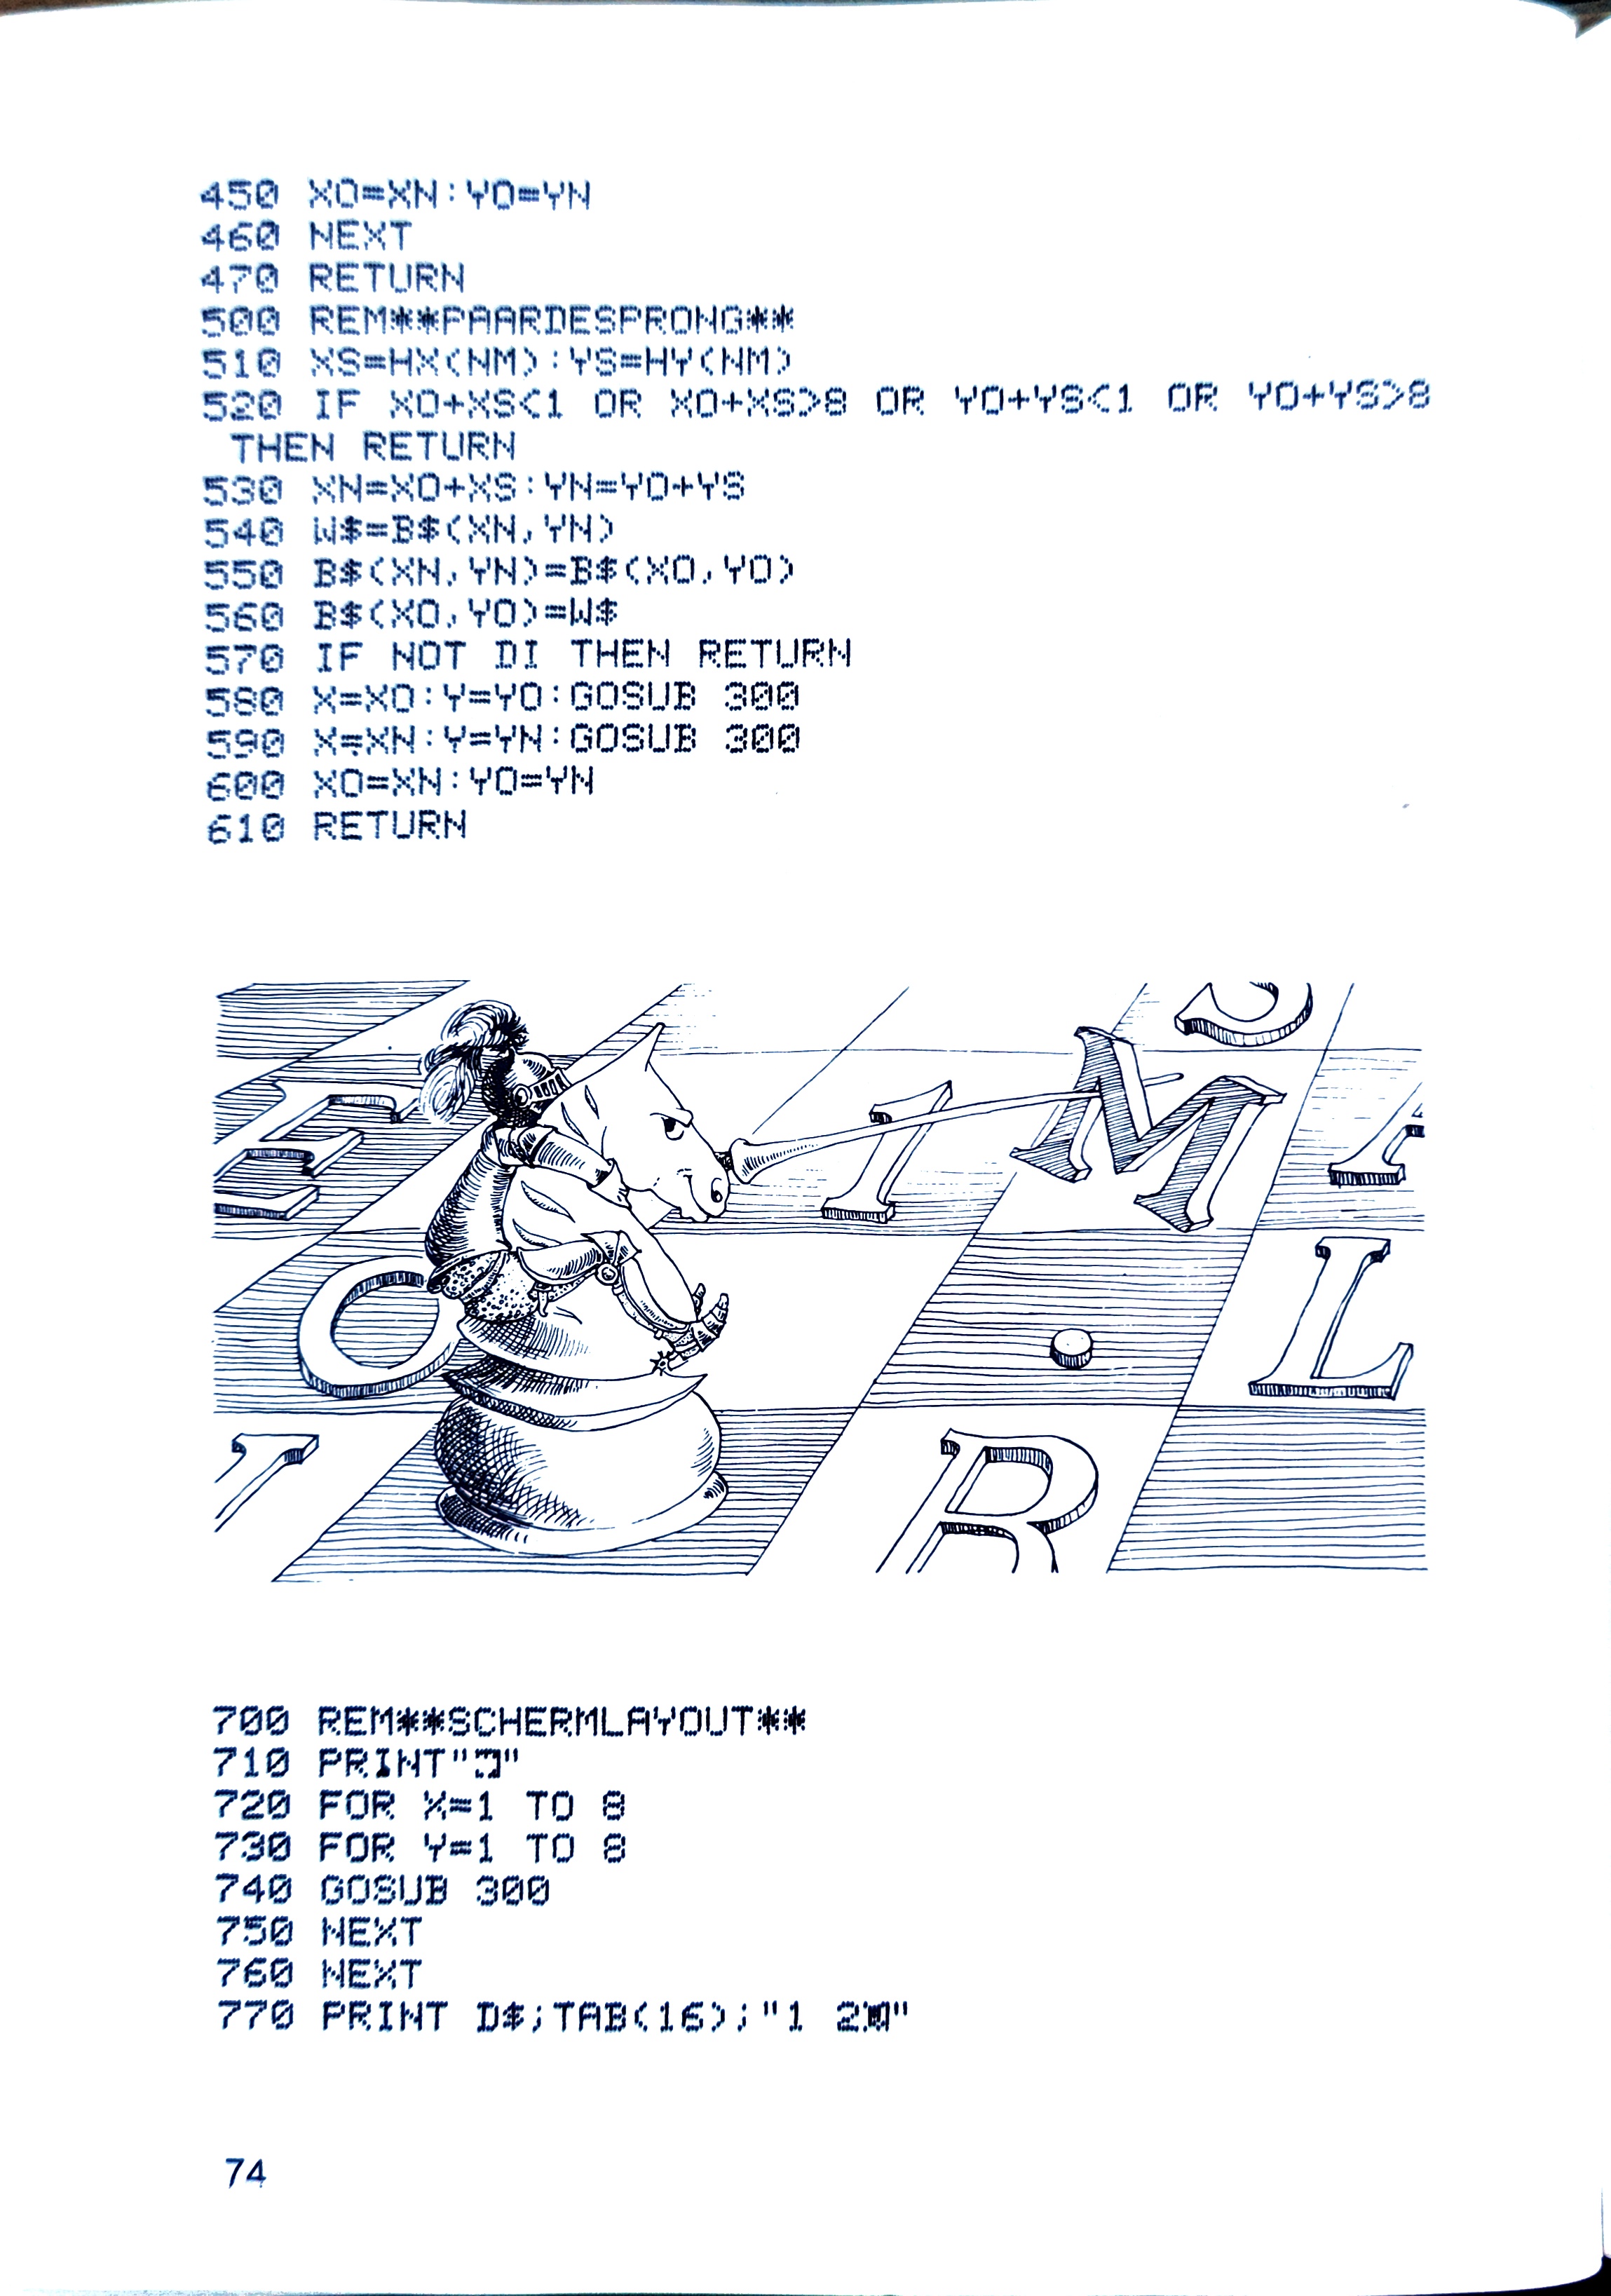 450 XO=XN:YO=YN
460 NEXT
470 RETURN
500 REM**PAARDESPRONG**
510 XS=HX(NM):YS=HY(NM)
520 IF XO+XS<1 OR XO+XS>8 OR YO+YS<1 OR YO+YS>8
THEN RETURN
530 XN=XO+XS:YN=YO+YS
540 W$=B$(XN,YN)
550 B$(XN,YN)=B$(XO,YO)
560 B$(XO,YO)=W$
570 IF NOT DI THEN RETURN
580 X=XO:Y=YO:GOSUB 300
590 X=XN:Y=YN:GOSUB 300
600 XO=XN:YO=YN
610 RETURN
S
E I M
O . L
R
700 REM**SCHERMLAYOUT**
710 PRINT""
720 FOR X=1 TO 8
730 FOR Y=1 TO 8
740 GOSUB 300
750 NEXT
760 NEXT
770 PRINT D$;TAB(16);"1 2"
74